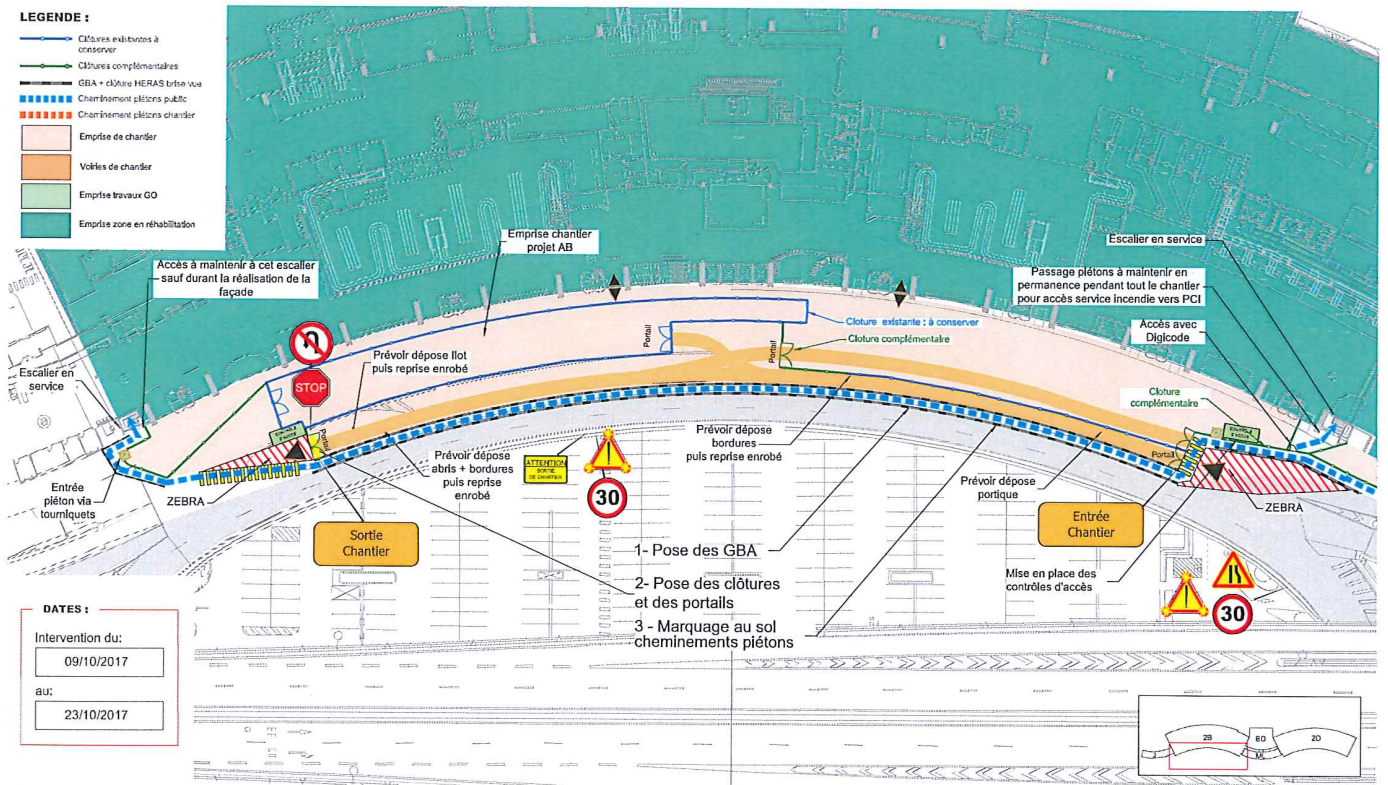 LEGENDE :
Clôtures existantes à
conserver
Clôtures complémentaires
GBA + clôture HERAS brise vue
Cheminement piétons public
Cheminement piétons chantier
Emprise de chantier
Voiries de chantier
Emprise travaux GO
Emprise zone en réhabilitation
Accès à maintenir à cet escalier
sauf durant la réalisation de la
façade
Emprise chantier
projet AB
Escalier en service
Passage piétons à maintenir en
permanence pendant tout le chantier
pour accès service incendie vers PCI
Accès avec
Digicode
Cloture existante : à conserver
Cloture complémentaire
Portail
Portail
Escalier en
service
STOP
Prévoir dépose Ilot
puis reprise enrobé
Cloture
complémentaire
CONTROLE
D'ACCES
Portail
CONTROLE
D'ACCES
Portail
Entrée
piéton via
tourniquets
ZEBRA
Prévoir dépose
abris + bordures
puis reprise
enrobé
ATTENTION
SORTIE
DE CHANTIER
30
Prévoir dépose
bordures
puis reprise enrobé
Prévoir dépose
portique
ZEBRA
Sortie
Chantier
Entrée
Chantier
1- Pose des GBA
2- Pose des clôtures
et des portails
3 - Marquage au sol
cheminements piétons
Mise en place des
contrôles d'accès
30
DATES :
Intervention du:
09/10/2017
au:
23/10/2017
2B
BD
2D